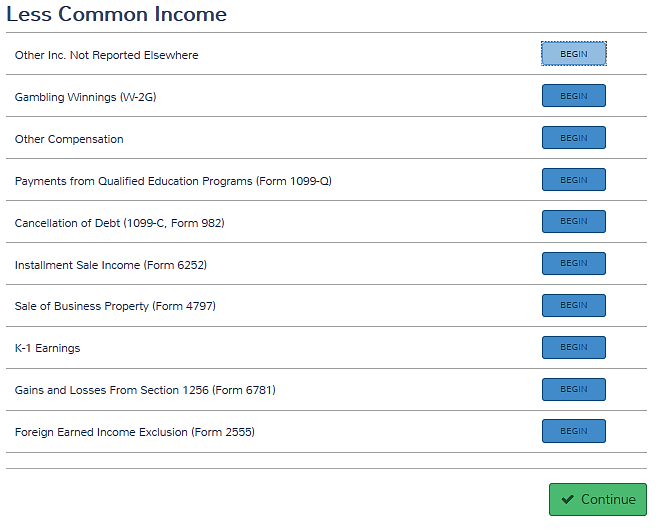 Less Common Income
Other Inc. Not Reported Elsewhere BEGIN
Gambling Winnings (W-2G) BEGIN
Other Compensation BEGIN
Payments from Qualified Education Programs (Form 1099-Q) BEGIN
Cancellation of Debt (1099-C, Form 982) BEGIN
Installment Sale Income (Form 6252) BEGIN
Sale of Business Property (Form 4797) BEGIN
K-1 Earnings BEGIN
Gains and Losses From Section 1256 (Form 6781) BEGIN
Foreign Earned Income Exclusion (Form 2555) BEGIN
Continue